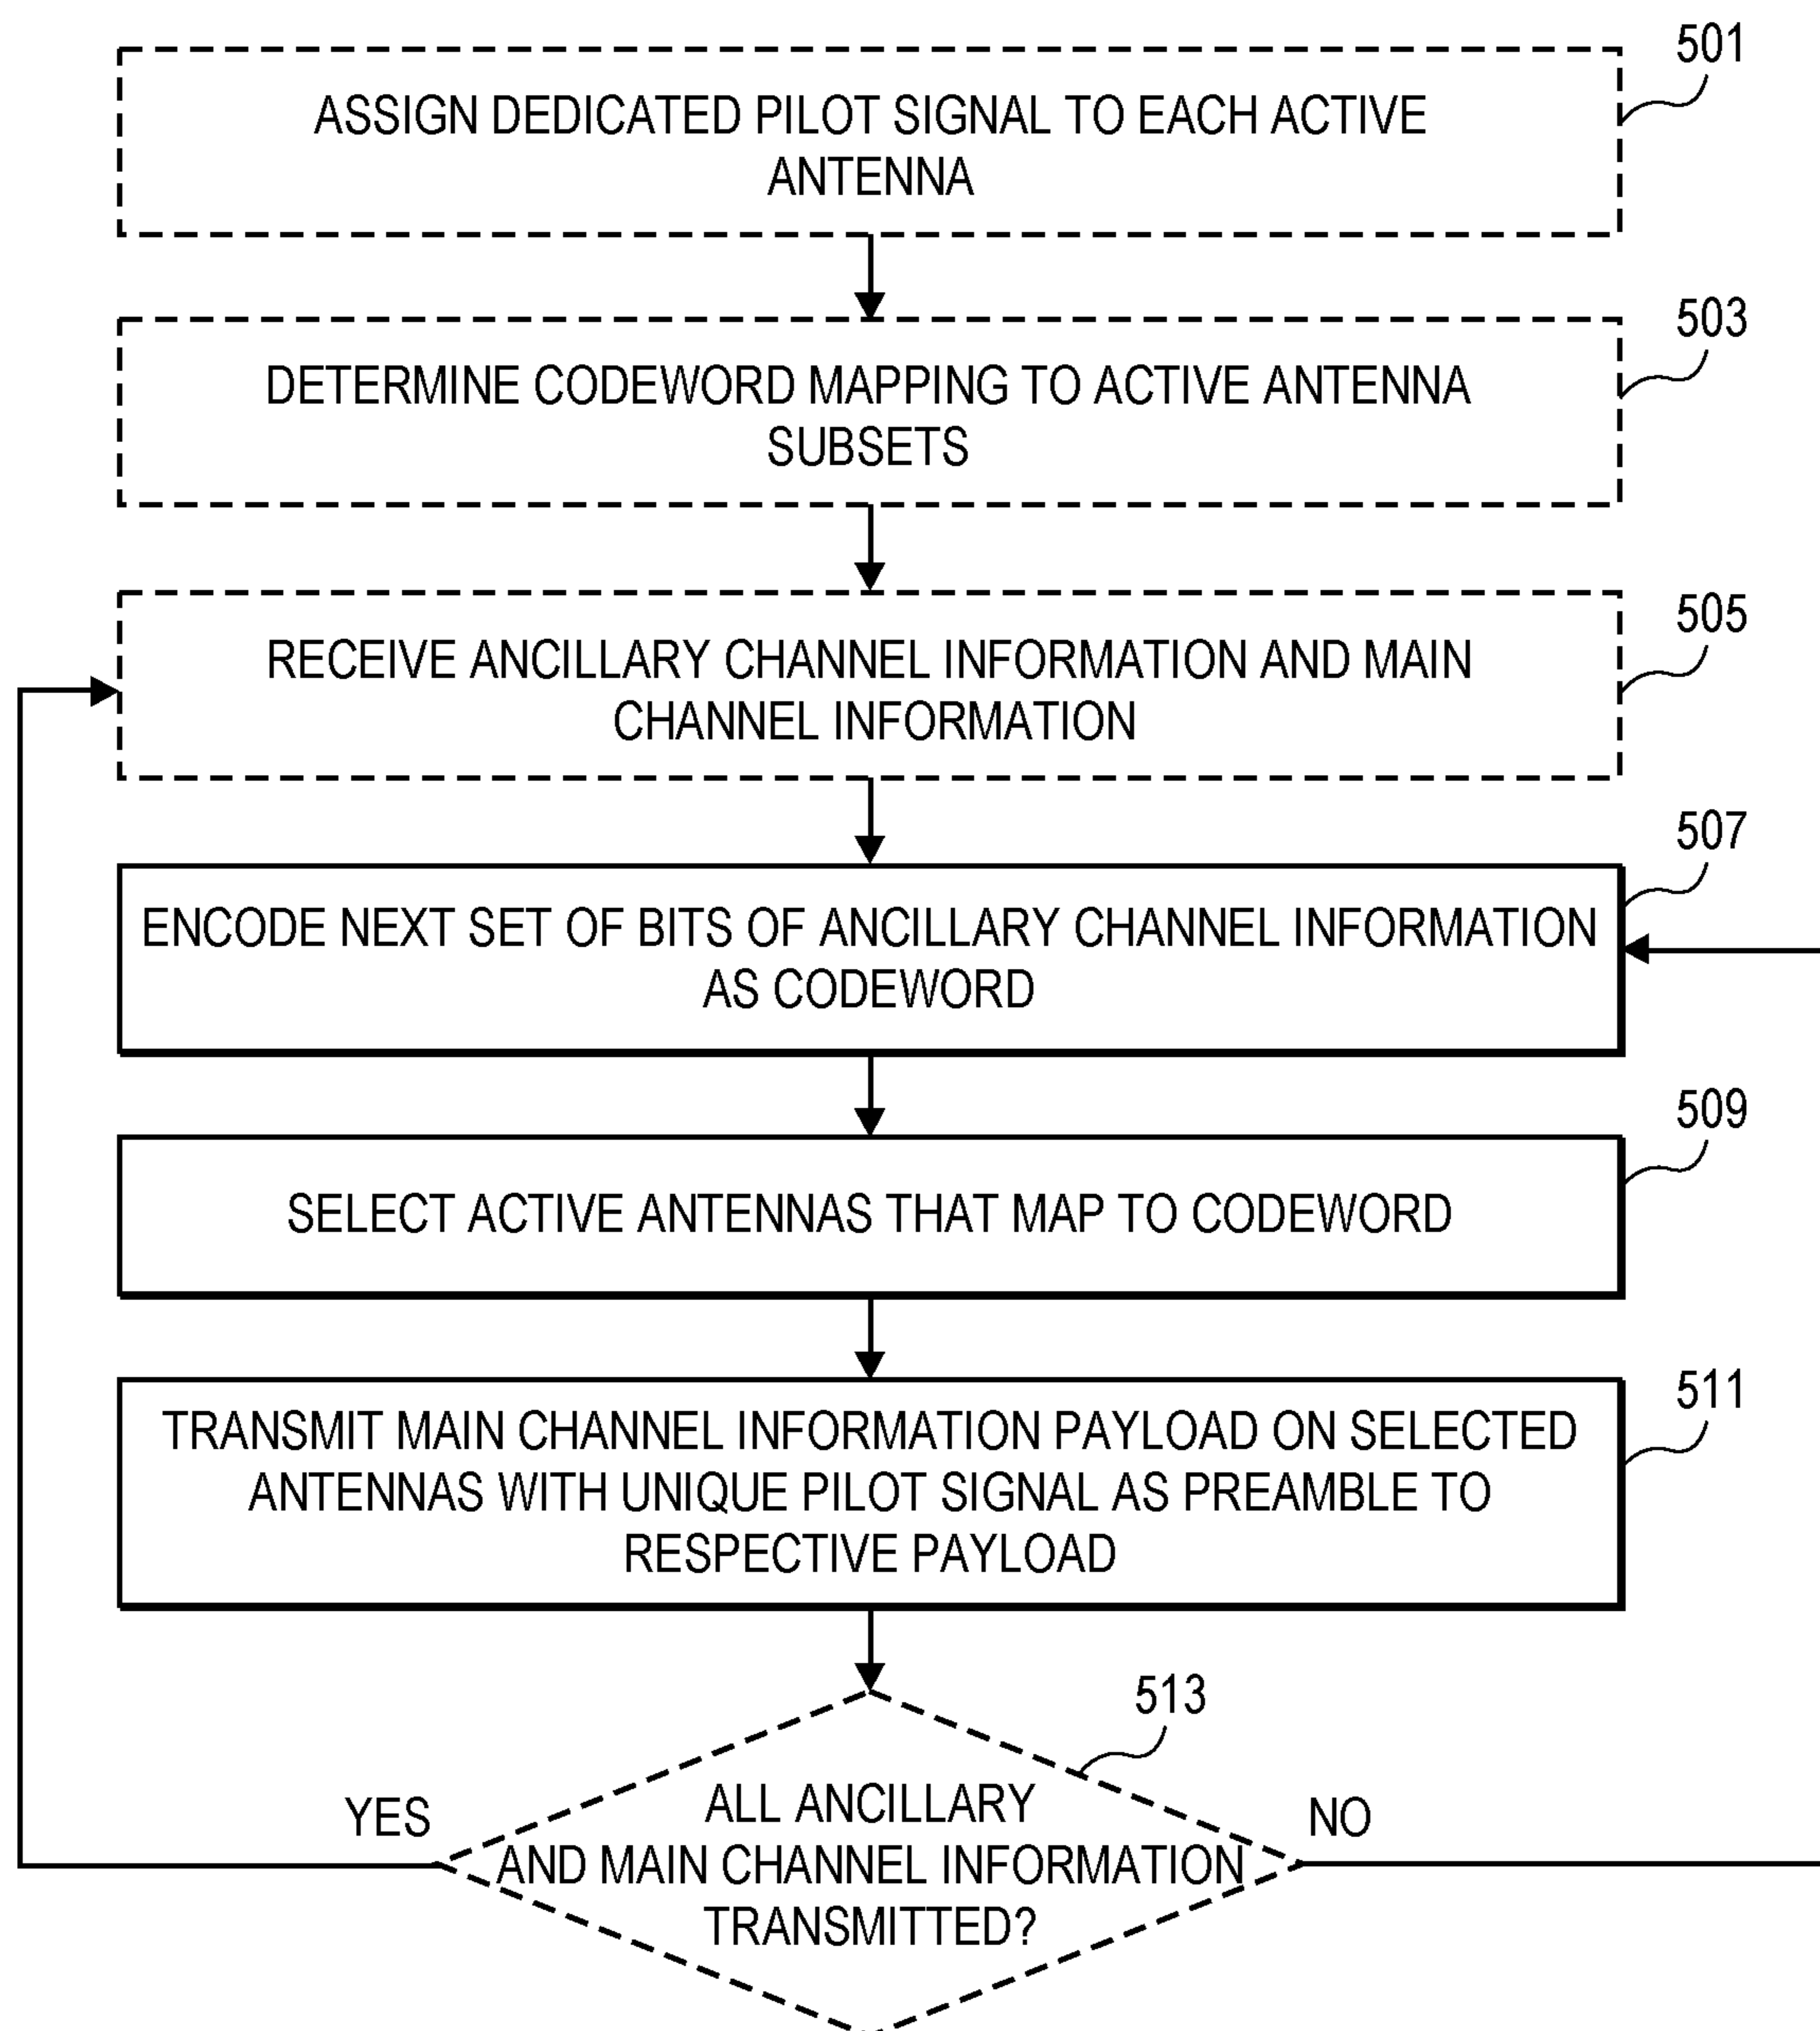 501
ASSIGN DEDICATED PILOT SIGNAL TO EACH ACTIVE
ANTENNA
503
DETERMINE CODEWORD MAPPING TO ACTIVE ANTENNA
SUBSETS
505
RECEIVE ANCILLARY CHANNEL INFORMATION AND MAIN
CHANNEL INFORMATION
507
ENCODE NEXT SET OF BITS OF ANCILLARY CHANNEL INFORMATION
AS CODEWORD
509
SELECT ACTIVE ANTENNAS THAT MAP TO CODEWORD
511
TRANSMIT MAIN CHANNEL INFORMATION PAYLOAD ON SELECTED
ANTENNAS WITH UNIQUE PILOT SIGNAL AS PREAMBLE TO
RESPECTIVE PAYLOAD
513
YES
ALL ANCILLARY
AND MAIN CHANNEL INFORMATION
TRANSMITTED?
NO